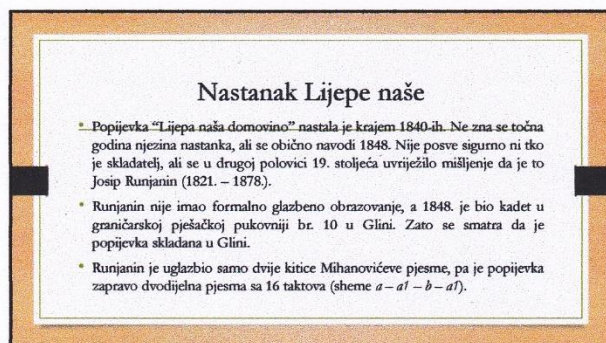 Nastanak Lijepe naše
• Popijevka “Lijepa naša domovino” nastala je krajem 1840-ih. Ne zna se točna
godina njezina nastanka, ali se obično navodi 1848. Nije posve sigurno ni tko
je skladatelj, ali se u drugoj polovici 19. stoljeća uvriježilo mišljenje da je to
Josip Runjanin (1821. – 1878.).
• Runjanin nije imao formalno glazbeno obrazovanje, a 1848. je bio kadet u
graničarskoj pješačkoj pukovniji br. 10 u Glini. Zato se smatra da je
popijevka skladana u Glini.
• Runjanin je uglazbio samo dvije kitice Mihanovićeve pjesme, pa je popijevka
zapravo dvodijelna pjesma sa 16 taktova (sheme a – a1 – b – a1).